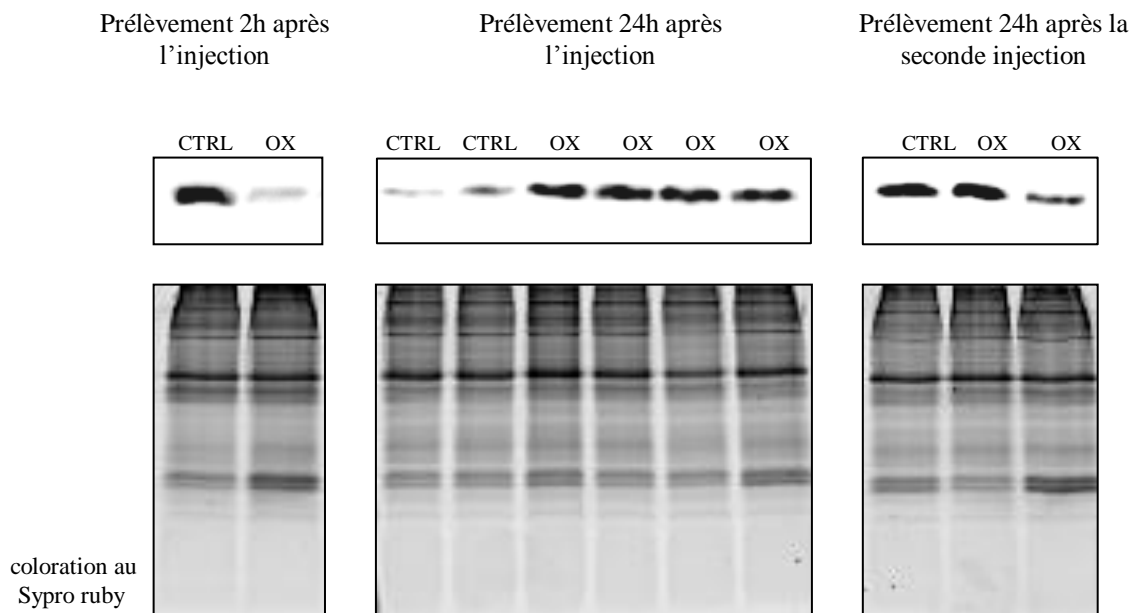 Prélèvement 2h après
l’injection
Prélèvement 24h après
l’injection
Prélèvement 24h après la
seconde injection
CTRL OX
CTRL CTRL OX OX OX OX
CTRL OX OX
coloration au
Sypro ruby